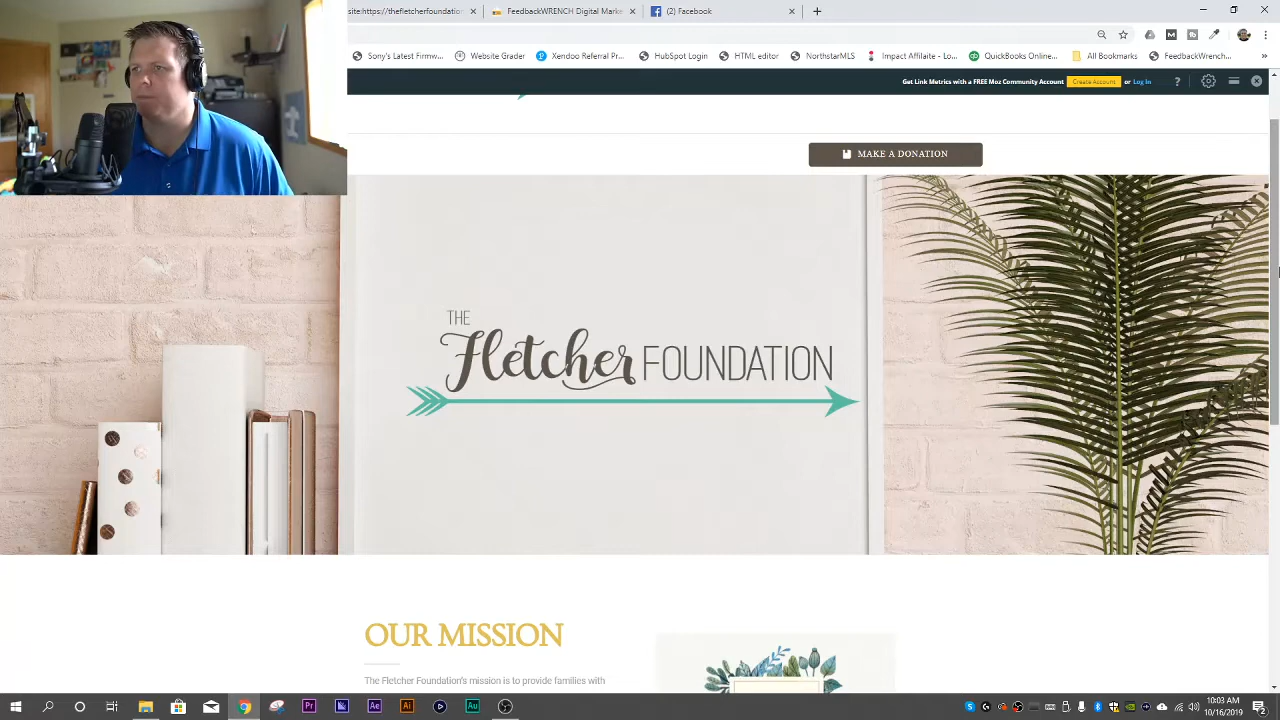 site:https://thefletcherf
FeedbackWRENCH Digital Marke
(2) Facebook
Sony's Latest Firmw...
Website Grader
Xendoo Referral Pr...
HubSpot Login
HTML editor
NorthstarMLS
Impact Affilaite - Lo...
QuickBooks Online...
All Bookmarks
FeedbackWrench L...
Get Link Metrics with a FREE Moz Community Account
Create Account
or Log In
MAKE A DONATION
THE
Fletcher FOUNDATION
OUR MISSION
The Fletcher Foundation's mission is to provide families with
10:03 AM
10/16/2019